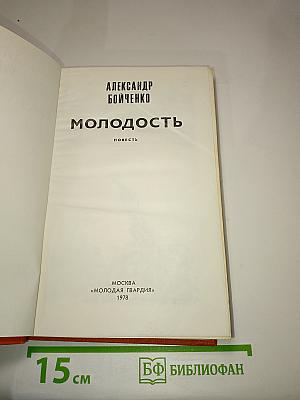 АЛЕКСАНДР
БОЙЧЕНКО
МОЛОДОСТЬ
ПОВЕСТЬ
МОСКВА
«МОЛОДАЯ ГВАРДИЯ»
1978
15 см
БФ БИБЛИОФАН